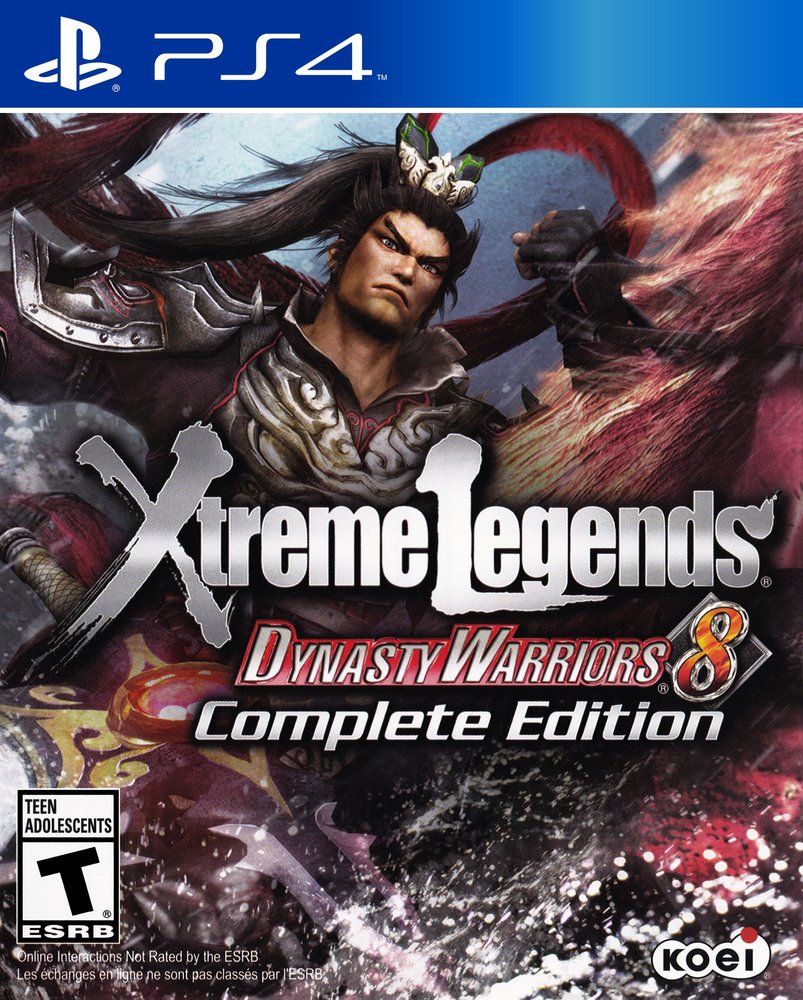 PS4™
Xtreme Legends®
DYNASTY WARRIORS® 8
Complete Edition
TEEN
ADOLESCENTS
T®
ESRB
Online Interactions Not Rated by the ESRB
Les échanges en ligne ne sont pas classés par l'ESRB
KOEI®